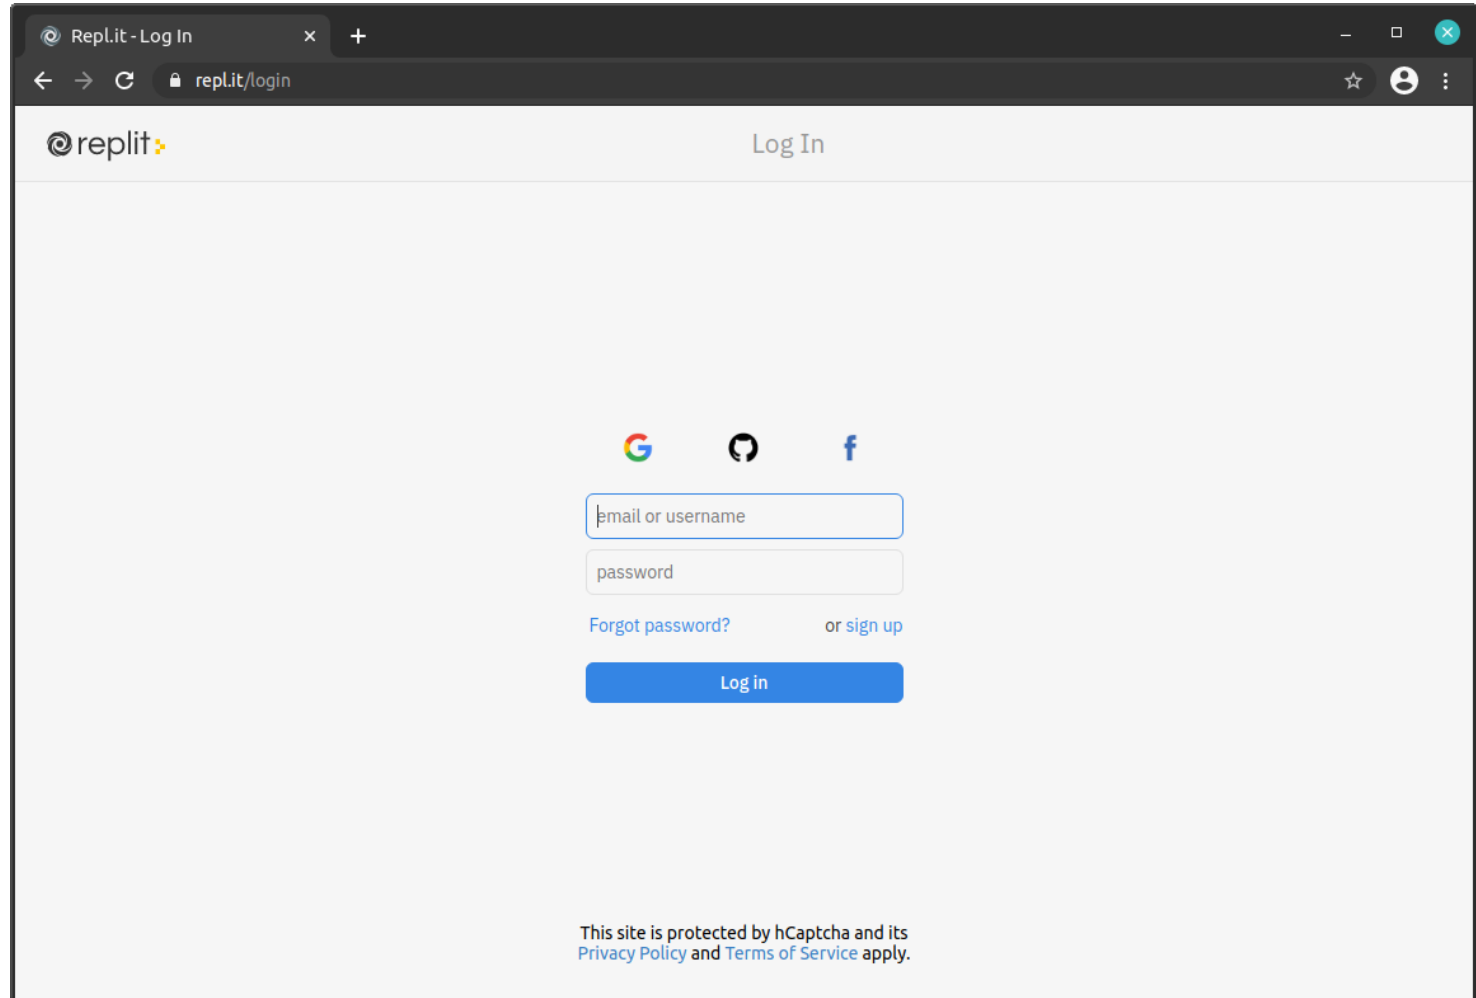 Repl.it - Log In
repl.it/login
replit
Log In
email or username
password
Forgot password? or sign up
Log in
This site is protected by hCaptcha and its
Privacy Policy and Terms of Service apply.